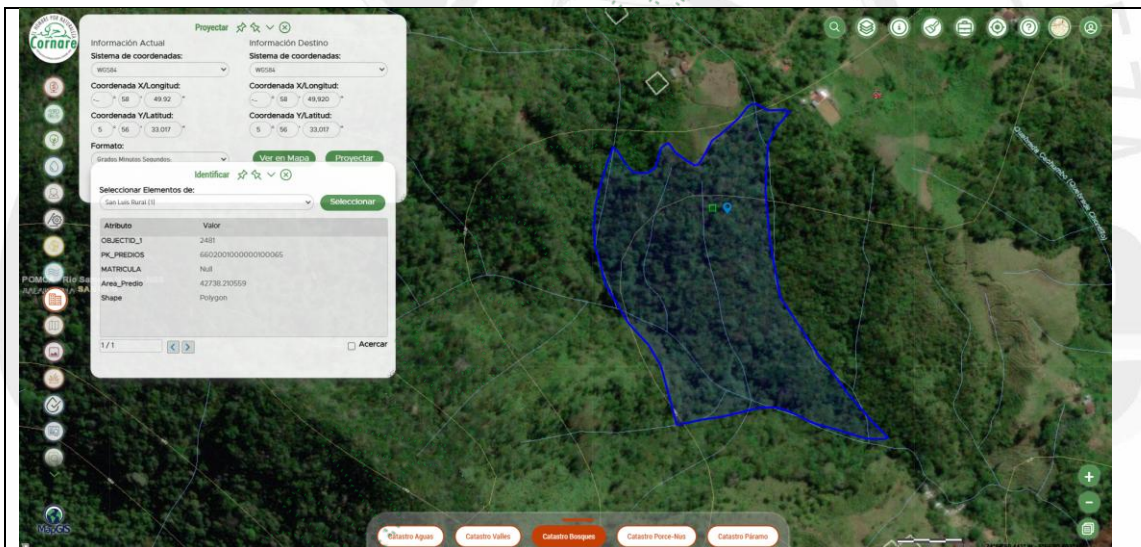 Cornare
Proyectar
Información Actual
Información Destino
Sistema de coordenadas:
Sistema de coordenadas:
WGS84
WGS84
Coordenada X/Longitud:
Coordenada X/Longitud:
-... ° 58 ' 49.92 "
-... ° 58 ' 49,920 "
Coordenada Y/Latitud:
Coordenada Y/Latitud:
5 ° 56 ' 33.017 "
5 ° 56 ' 33,017 "
Formato:
Grados Minutos Segundos
Ver en Mapa
Proyectar
Identificar
Seleccionar Elementos de:
San Luis Rural (1)
Seleccionar
Atributo Valor
OBJECTID_1 2481
PK_PREDIOS 6602001000000100065
MATRICULA Null
Area_Predio 42738.210559
Shape Polygon
1 / 1
< >
Acercar
MapGIS
Catastro Aguas
Catastro Valles
Catastro Bosques
Catastro Porce-Nus
Catastro Páramo